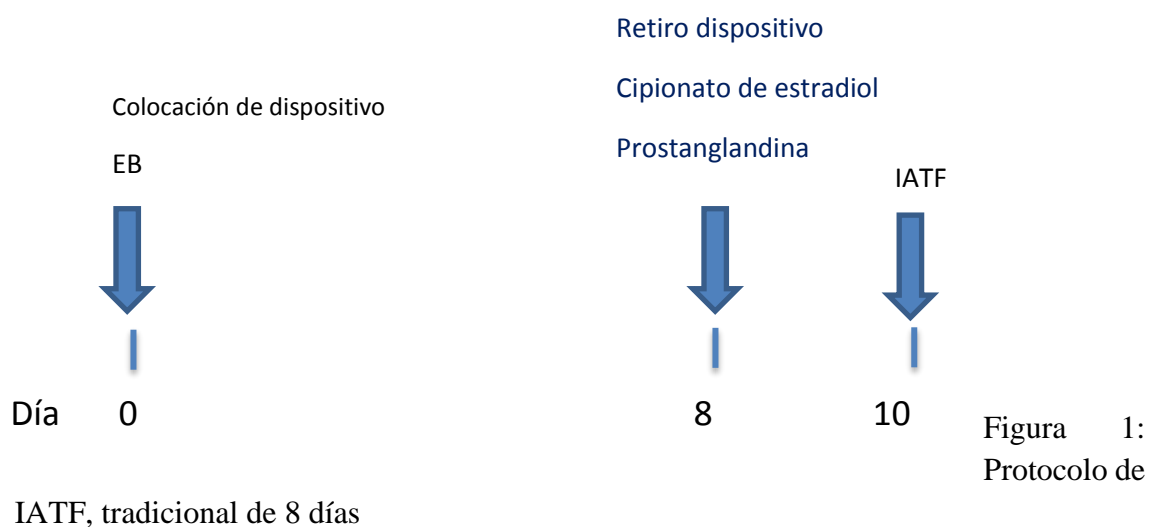 Retiro dispositivo
Colocación de dispositivo
Cipionato de estradiol
EB
Prostanglandina
IATF
Día 0 8 10
Figura 1:
Protocolo de
IATF, tradicional de 8 días